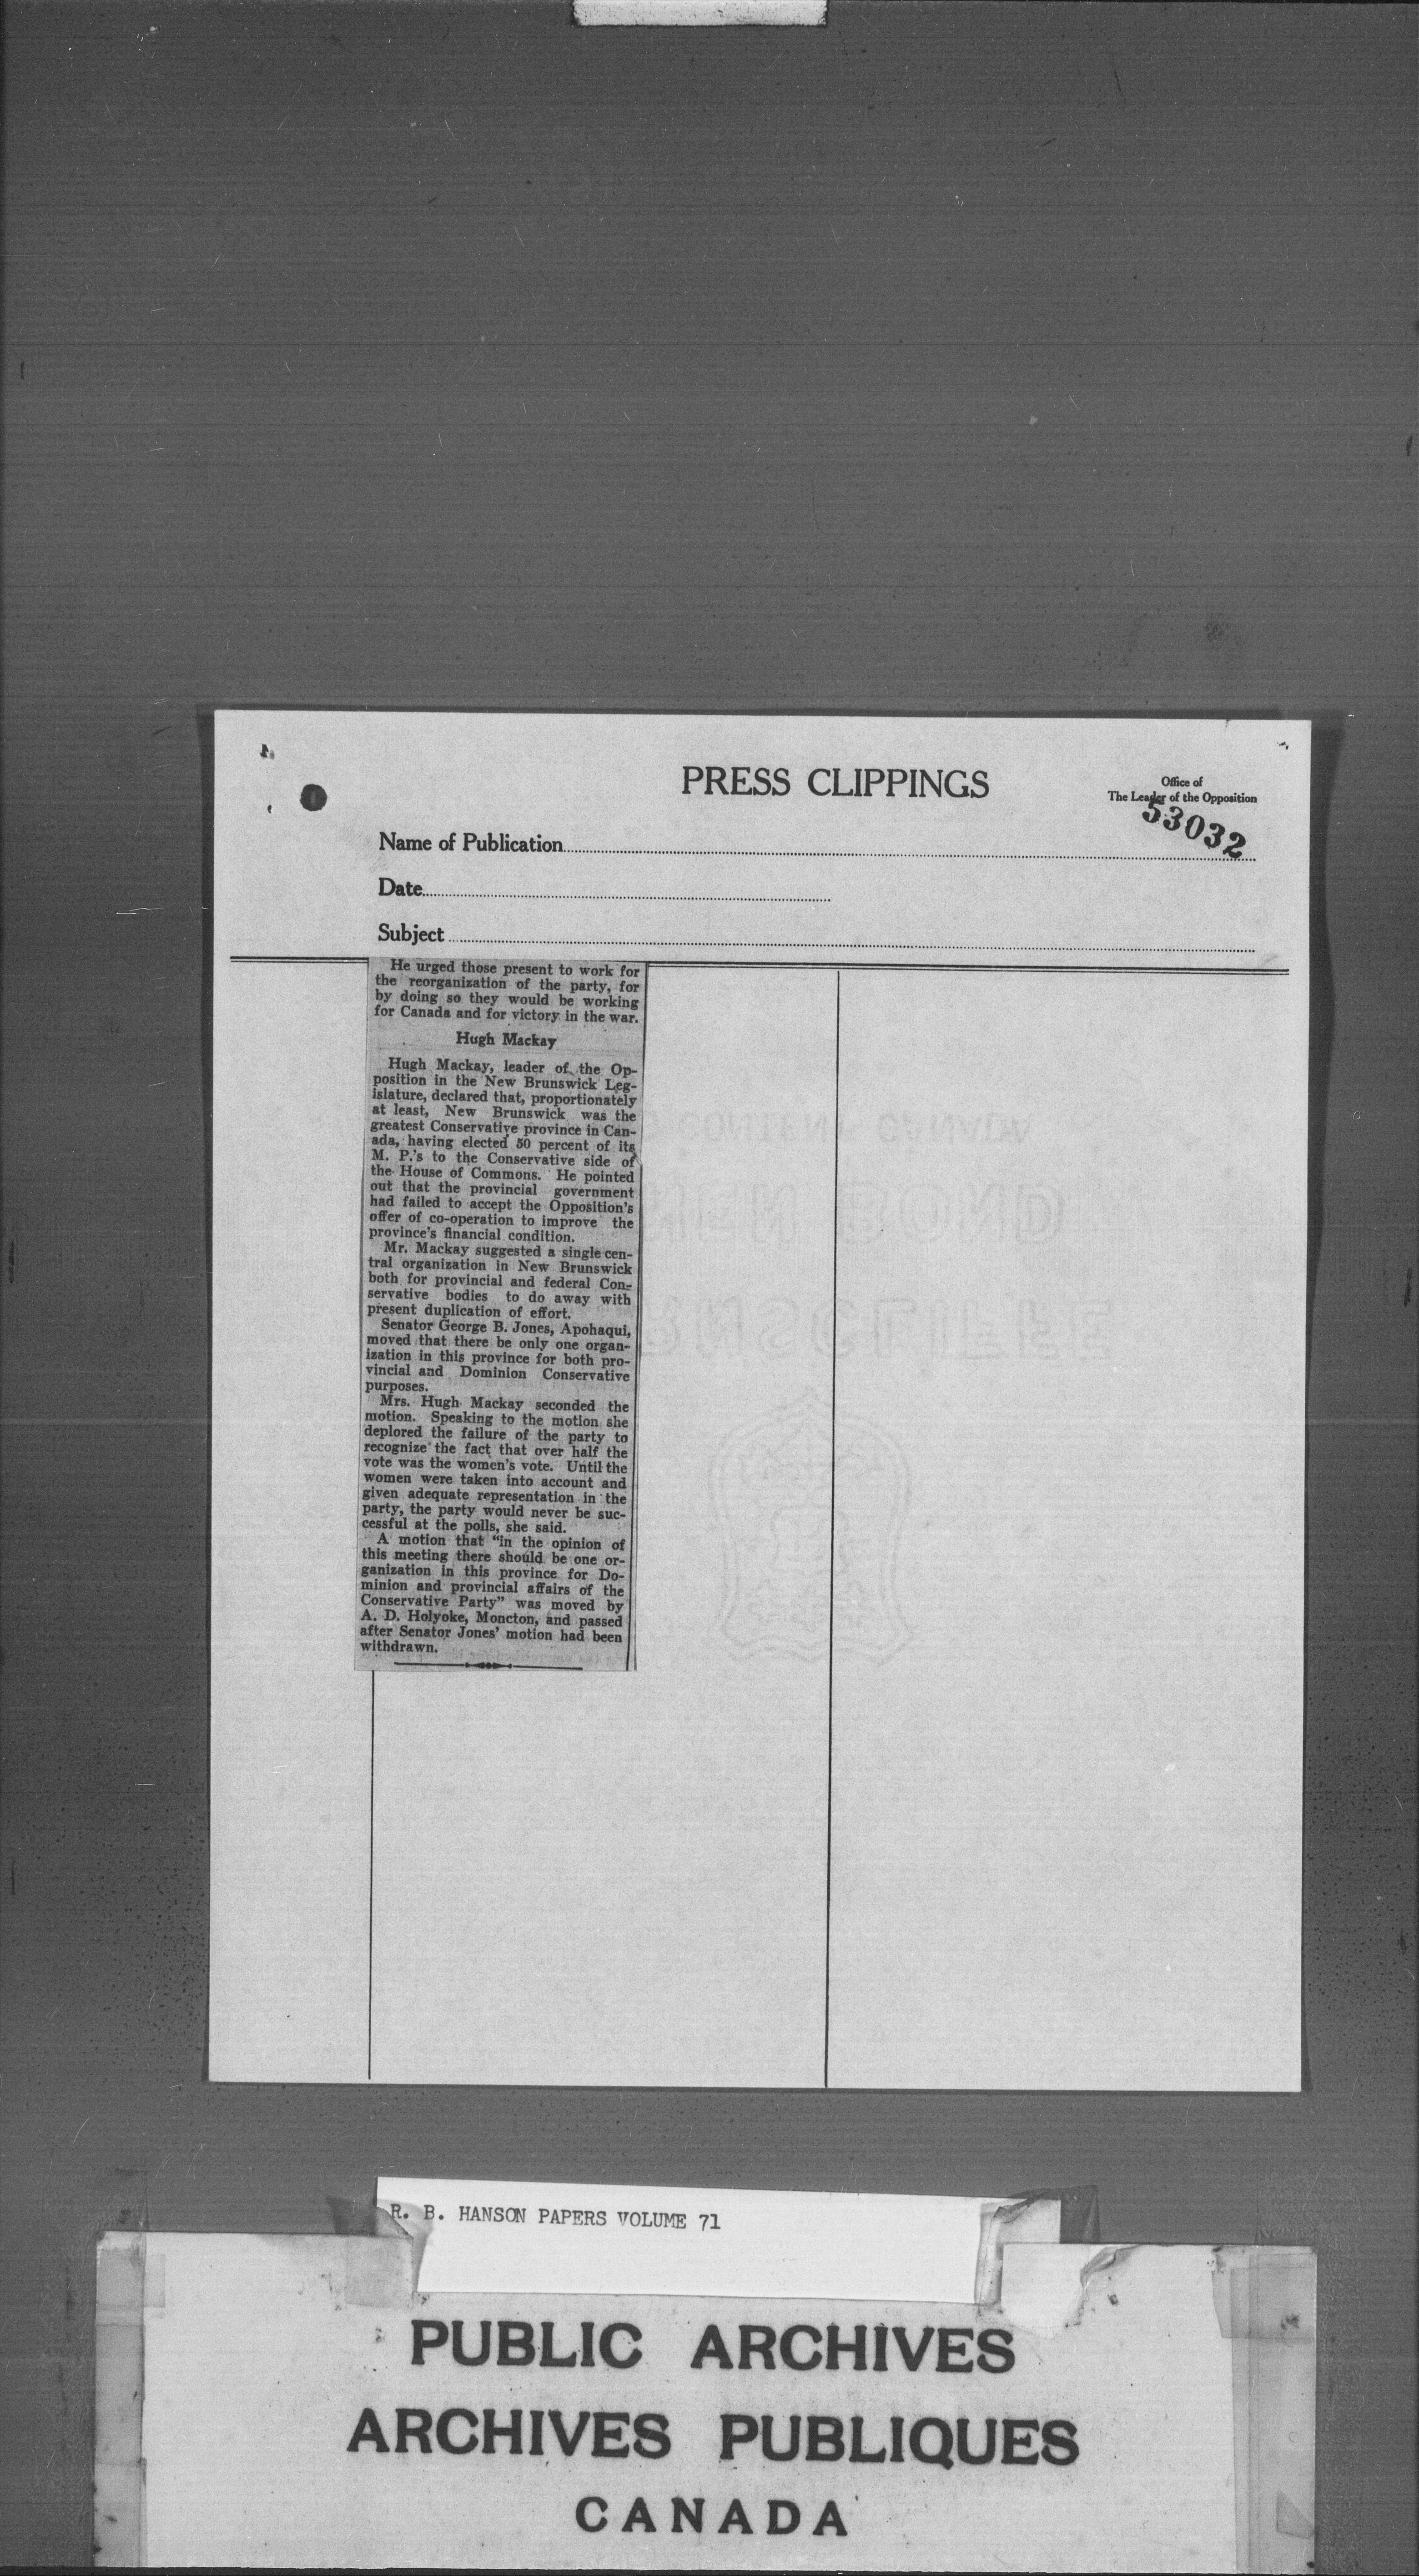 PRESS CLIPPINGS
Office of
The Leader of the Opposition
53032
Name of Publication
Date
Subject
He urged those present to work for
the reorganization of the party, for
by doing so they would be working
for Canada and for victory in the war.
Hugh Mackay
Hugh Mackay, leader of the Op-
position in the New Brunswick Leg-
islature, declared that, proportionately
at least, New Brunswick was the
greatest Conservative province in Can-
ada, having elected 50 percent of its
M. P.'s to the Conservative side of
the House of Commons. He pointed
out that the provincial government
had failed to accept the Opposition's
offer of co-operation to improve the
province's financial condition.
Mr. Mackay suggested a single cen-
tral organization in New Brunswick
both for provincial and federal Con-
servative bodies to do away with
present duplication of effort.
Senator George B. Jones, Apohaqui,
moved that there be only one organ-
ization in this province for both pro-
vincial and Dominion Conservative
purposes.
Mrs. Hugh Mackay seconded the
motion. Speaking to the motion she
deplored the failure of the party to
recognize the fact that over half the
vote was the women's vote. Until the
women were taken into account and
given adequate representation in the
party, the party would never be suc-
cessful at the polls, she said.
A motion that "in the opinion of
this meeting there should be one or-
ganization in this province for Do-
minion and provincial affairs of the
Conservative Party" was moved by
A. D. Holyoke, Moncton, and passed
after Senator Jones' motion had been
withdrawn.
R. B. HANSON PAPERS VOLUME 71
PUBLIC ARCHIVES
ARCHIVES PUBLIQUES
CANADA